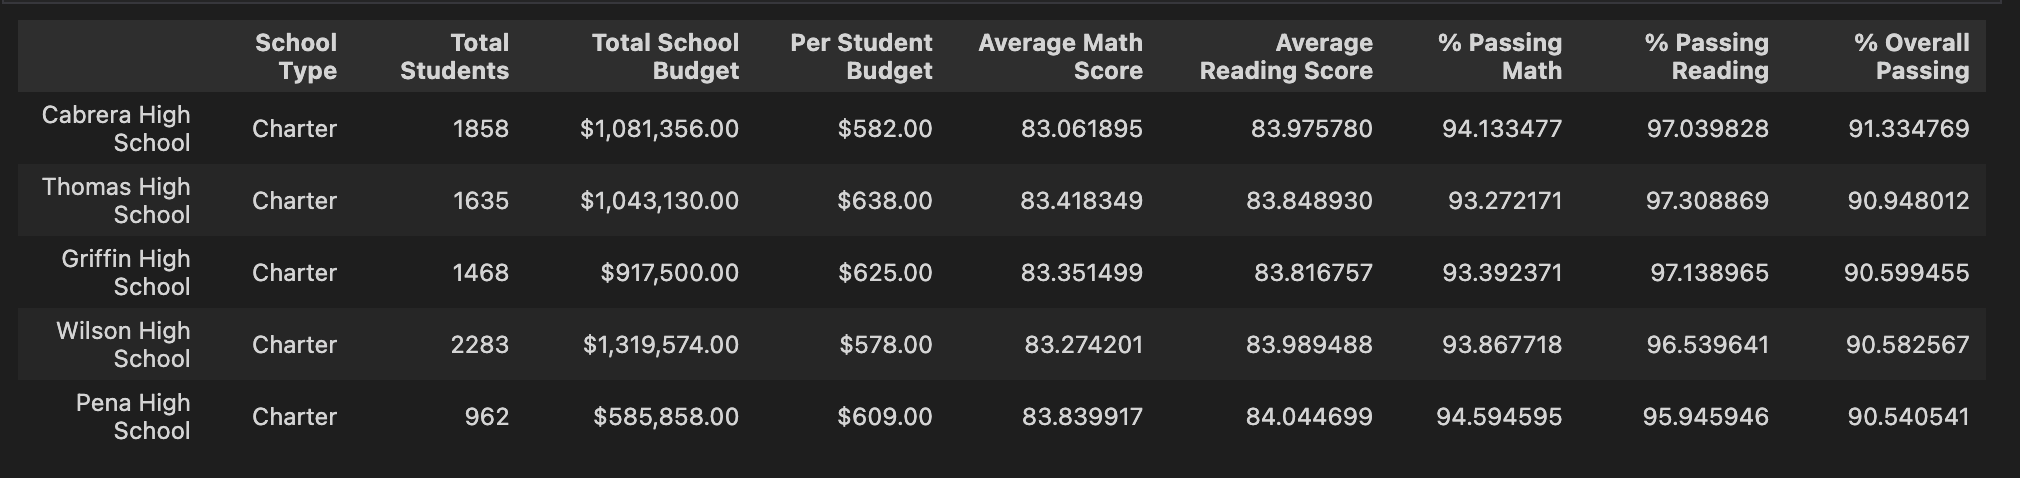 School Type Total Students Total School Budget Per Student Budget Average Math Score Average Reading Score % Passing Math % Passing Reading % Overall Passing
Cabrera High School Charter 1858 $1,081,356.00 $582.00 83.061895 83.975780 94.133477 97.039828 91.334769
Thomas High School Charter 1635 $1,043,130.00 $638.00 83.418349 83.848930 93.272171 97.308869 90.948012
Griffin High School Charter 1468 $917,500.00 $625.00 83.351499 83.816757 93.392371 97.138965 90.599455
Wilson High School Charter 2283 $1,319,574.00 $578.00 83.274201 83.989488 93.867718 96.539641 90.582567
Pena High School Charter 962 $585,858.00 $609.00 83.839917 84.044699 94.594595 95.945946 90.540541